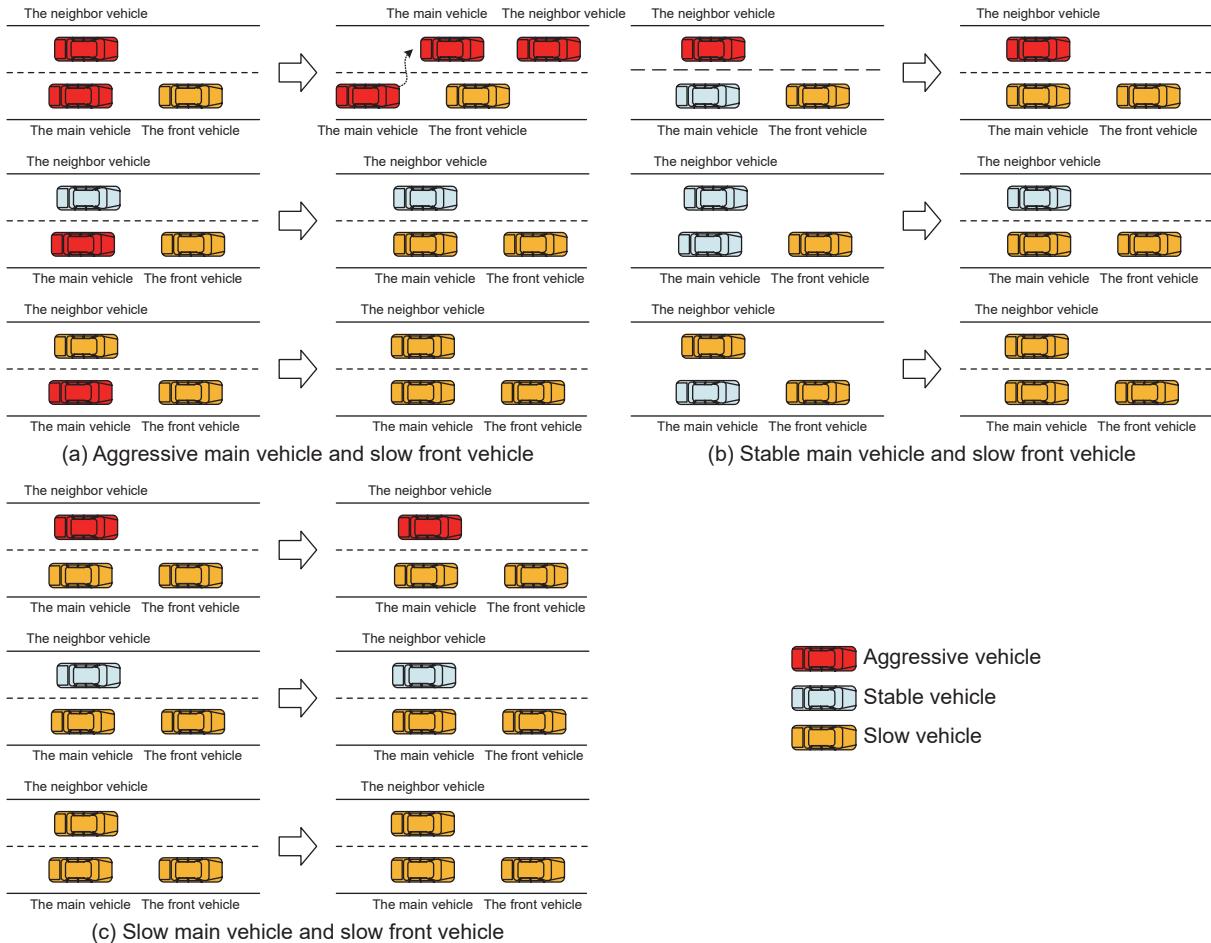 The neighbor vehicle
The main vehicle The neighbor vehicle
The main vehicle The front vehicle
The main vehicle The front vehicle
The neighbor vehicle
The main vehicle The front vehicle
The neighbor vehicle
The main vehicle The front vehicle
The neighbor vehicle
The main vehicle The front vehicle
The neighbor vehicle
The main vehicle The front vehicle
The neighbor vehicle
The main vehicle The front vehicle
(a) Aggressive main vehicle and slow front vehicle
The neighbor vehicle
The main vehicle The front vehicle
The neighbor vehicle
The main vehicle The front vehicle
The neighbor vehicle
The main vehicle The front vehicle
The neighbor vehicle
The main vehicle The front vehicle
The neighbor vehicle
The main vehicle The front vehicle
The neighbor vehicle
The main vehicle The front vehicle
(b) Stable main vehicle and slow front vehicle
The neighbor vehicle
The main vehicle The front vehicle
The neighbor vehicle
The main vehicle The front vehicle
The neighbor vehicle
The main vehicle The front vehicle
The neighbor vehicle
The main vehicle The front vehicle
The neighbor vehicle
The main vehicle The front vehicle
The neighbor vehicle
The main vehicle The front vehicle
(c) Slow main vehicle and slow front vehicle
Aggressive vehicle
Stable vehicle
Slow vehicle